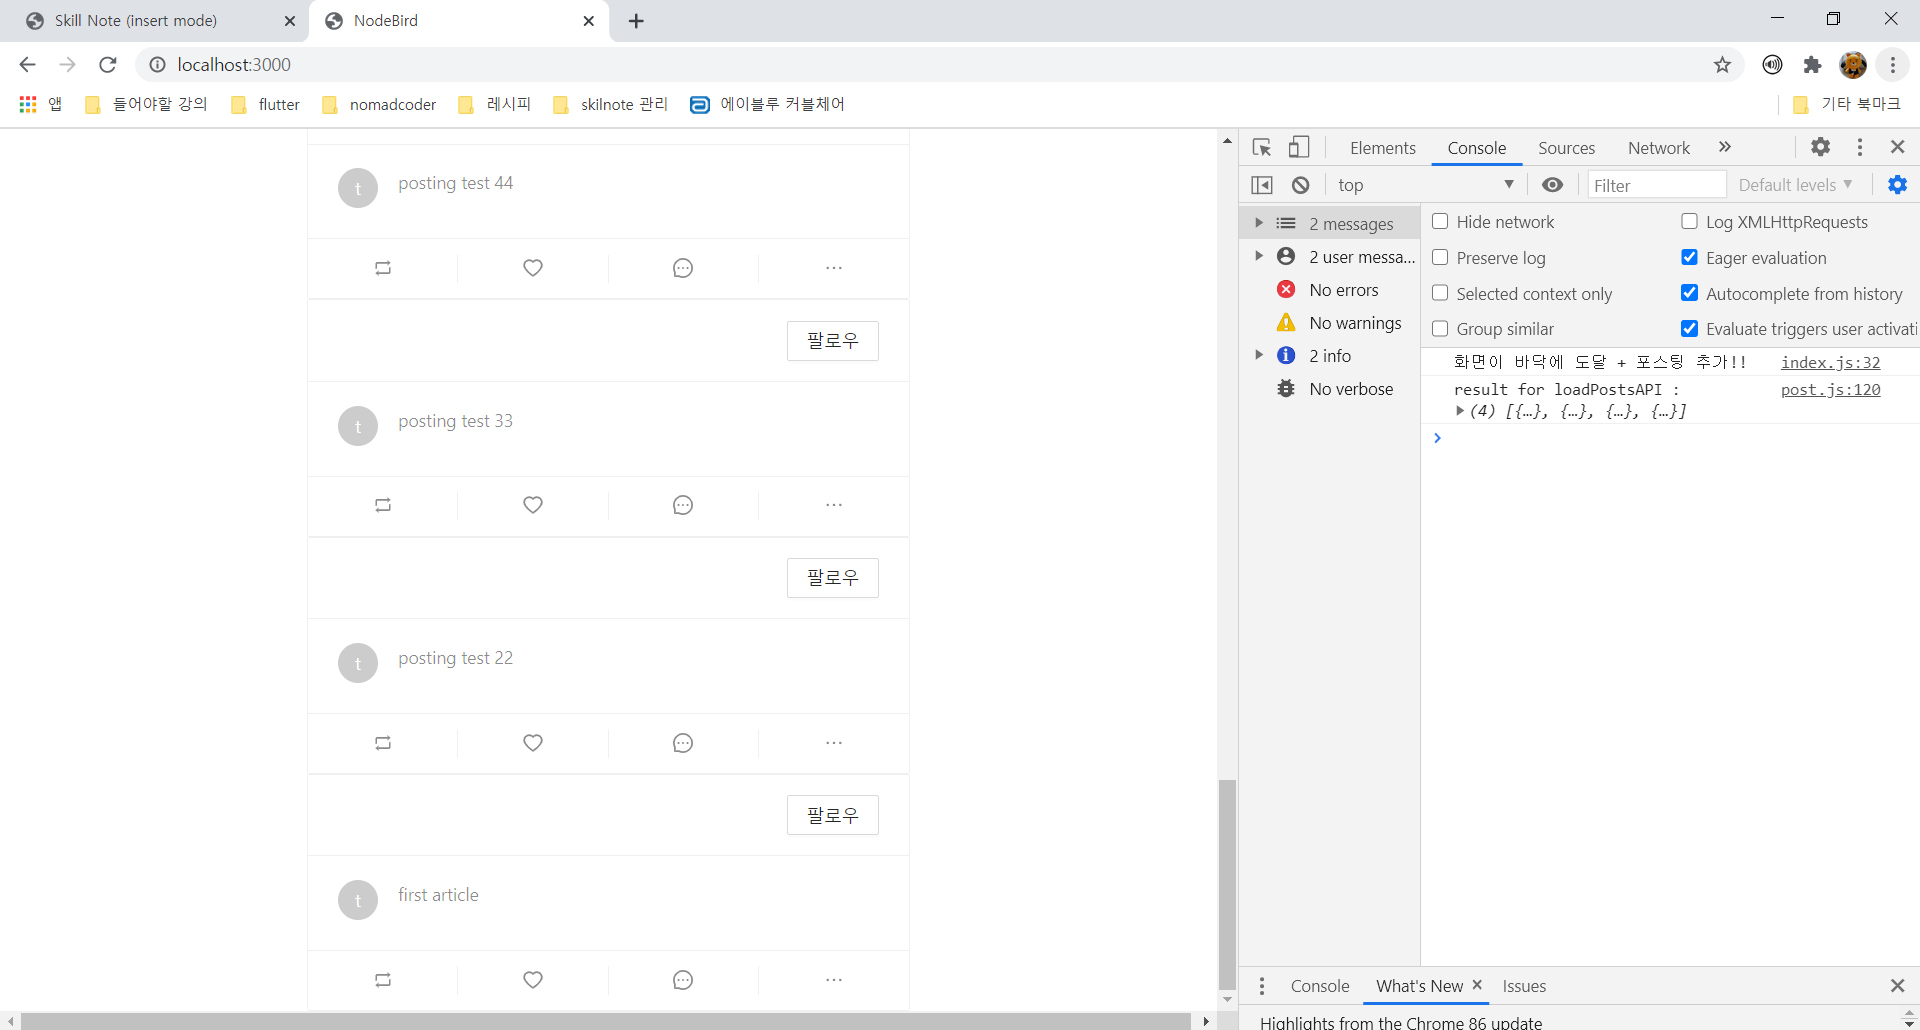 Skill Note (insert mode)
NodeBird
localhost:3000
앱
들어야할 강의
flutter
nomadcoder
레시피
skilnote 관리
에이블루 커블체어
기타 북마크
t
posting test 44
팔로우
t
posting test 33
팔로우
t
posting test 22
팔로우
t
first article
Elements
Console
Sources
Network
top
Filter
Default levels
2 messages
2 user messa...
No errors
No warnings
2 info
No verbose
Hide network
Log XMLHttpRequests
Preserve log
Eager evaluation
Selected context only
Autocomplete from history
Group similar
Evaluate triggers user activati
화면이 바닥에 도달 + 포스팅 추가!!
index.js:32
result for loadPostsAPI :
post.js:120
(4) [{…}, {…}, {…}, {…}]
Console
What's New
Issues
Highlights from the Chrome 86 update